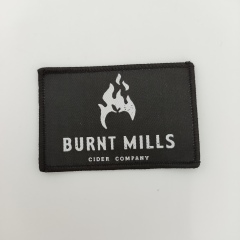 BURNT MILLS
CIDER COMPANY